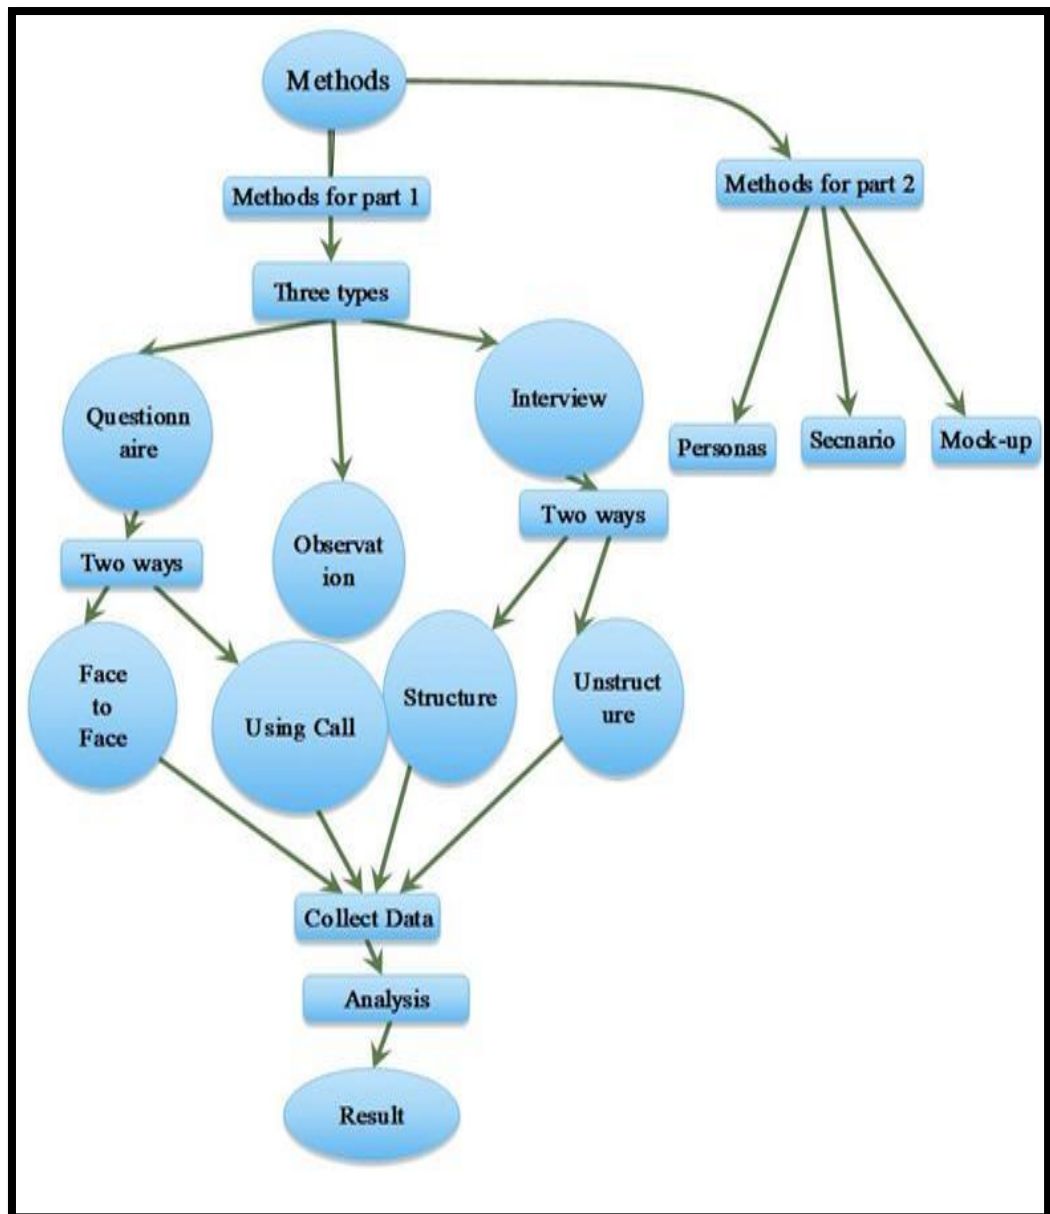 Methods
Methods for part 1
Methods for part 2
Three types
Questionn
aire
Interview
Personas
Secnario
Mock-up
Two ways
Observat
ion
Two ways
Face
to
Face
Using Call
Structure
Unstruct
ure
Collect Data
Analysis
Result